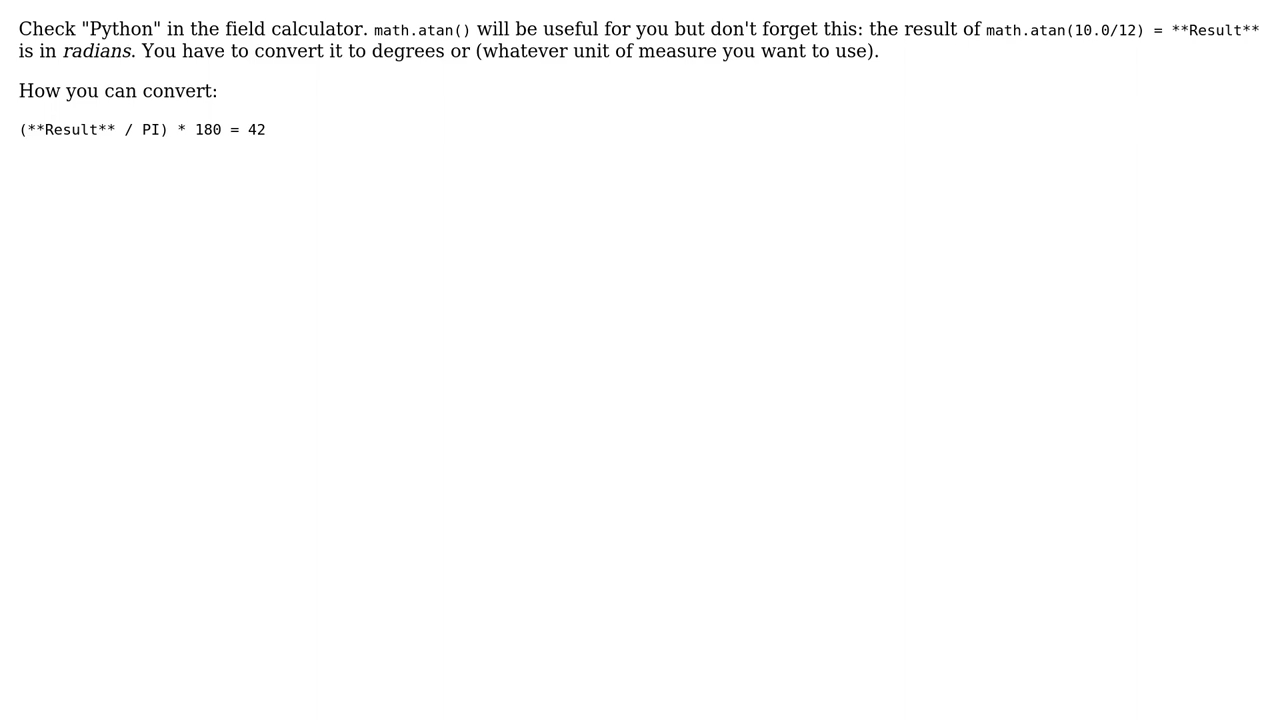 Check "Python" in the field calculator. math.atan() will be useful for you but don't forget this: the result of math.atan(10.0/12) = **Result**
is in radians. You have to convert it to degrees or (whatever unit of measure you want to use).
How you can convert:
(**Result** / PI) * 180 = 42